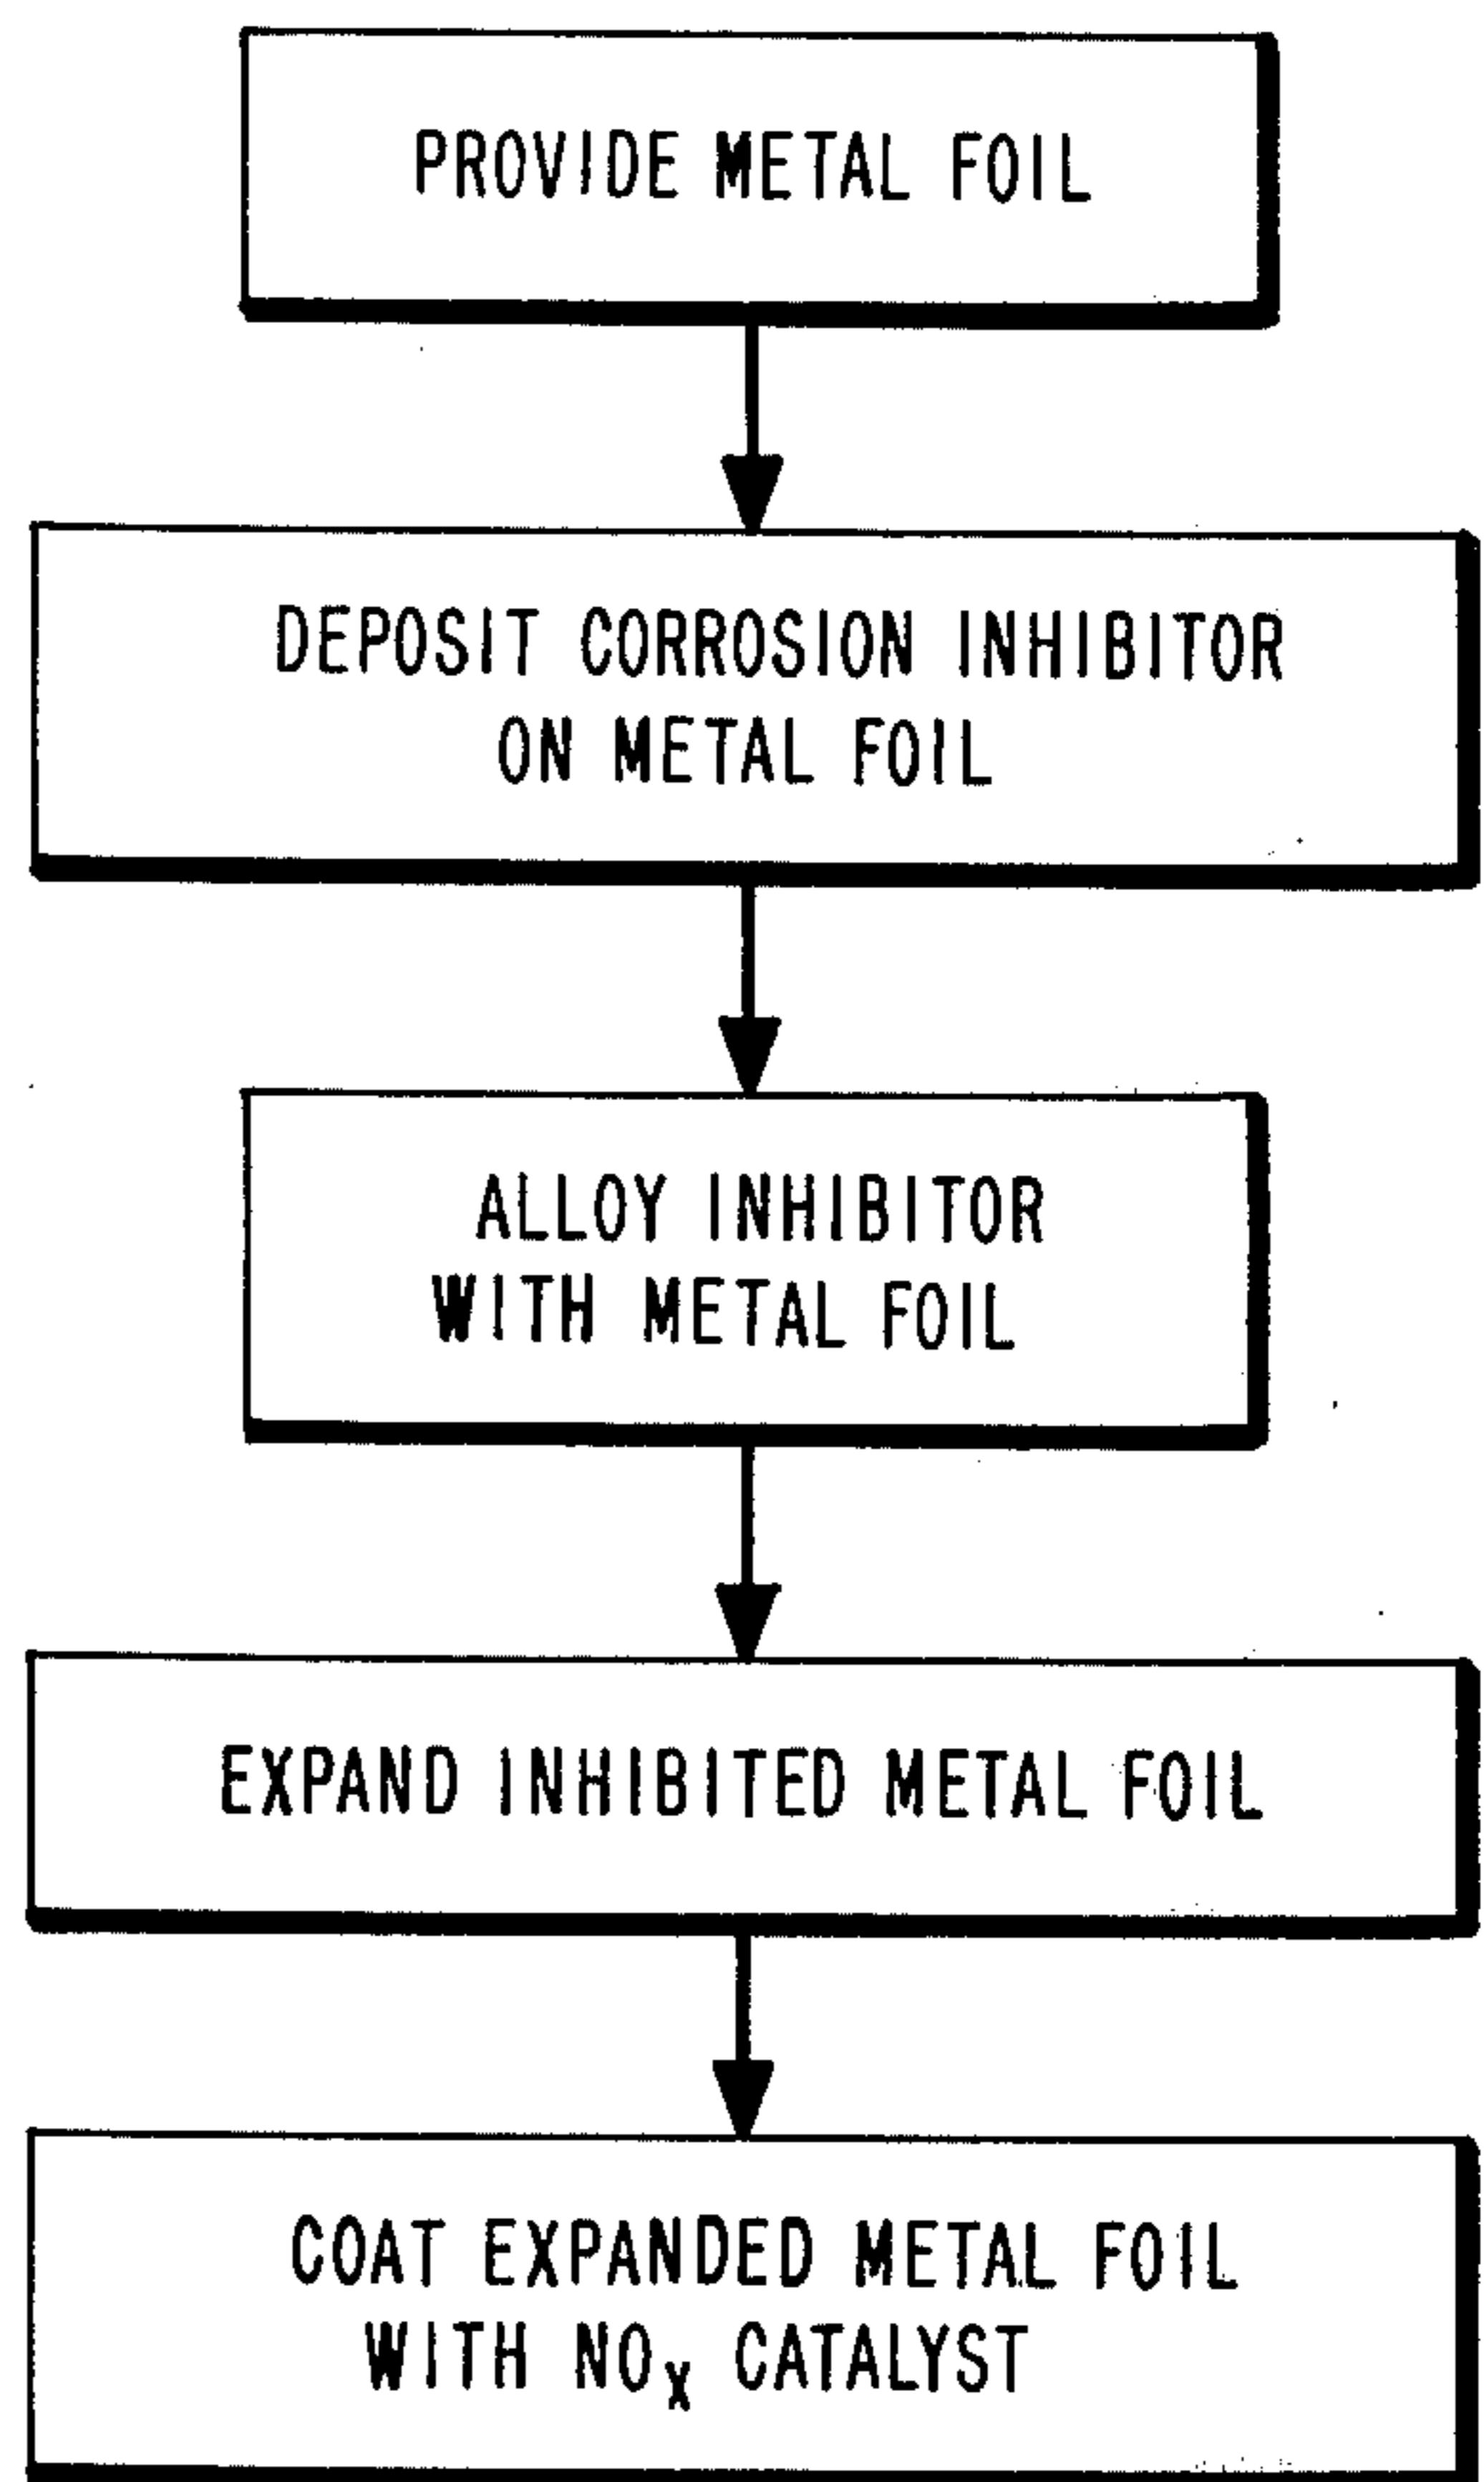 PROVIDE METAL FOIL
DEPOSIT CORROSION INHIBITOR
ON METAL FOIL
ALLOY INHIBITOR
WITH METAL FOIL
EXPAND INHIBITED METAL FOIL
COAT EXPANDED METAL FOIL
WITH NOx CATALYST